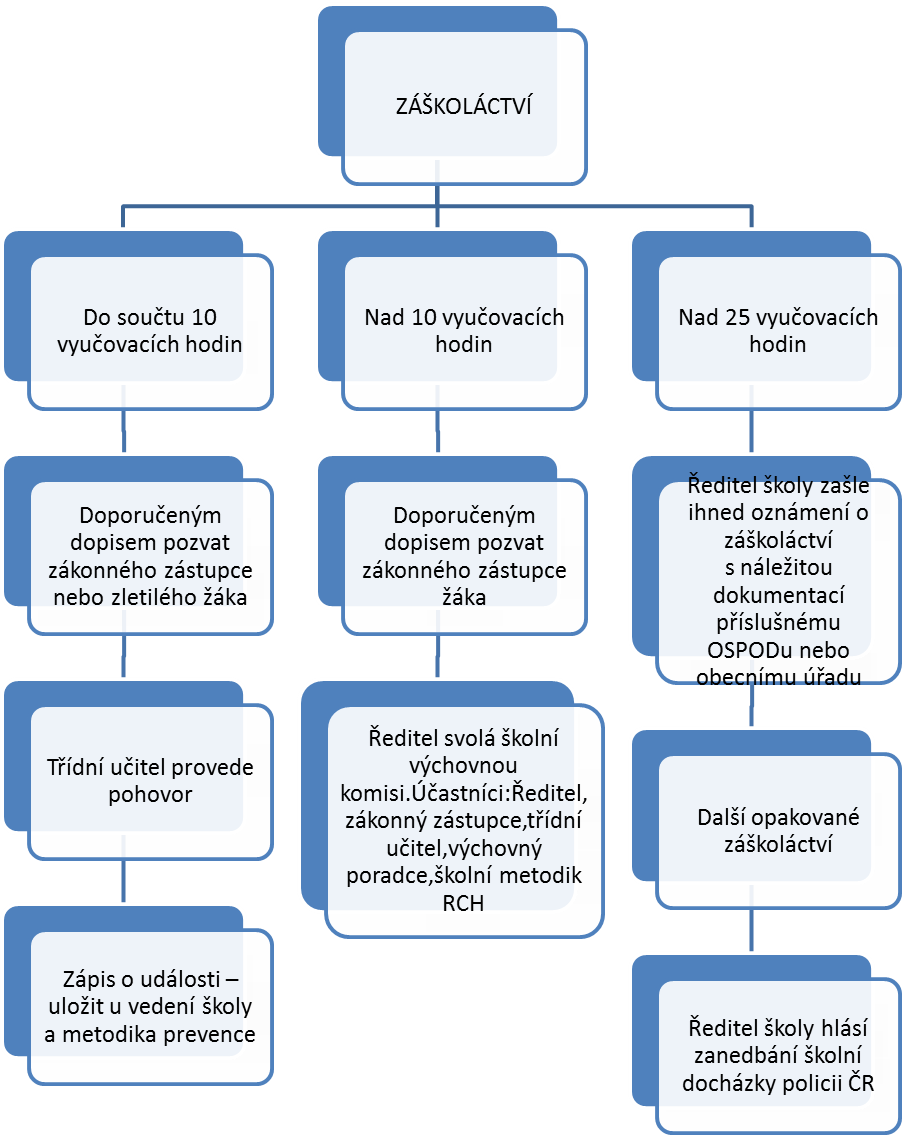 ZÁŠKOLÁCTVÍ
Do součtu 10
vyučovacích hodin
Doporučeným
dopisem pozvat
zákonného zástupce
nebo zletilého žáka
Třídní učitel provede
pohovor
Zápis o události –
uložit u vedení školy
a metodika prevence
Nad 10 vyučovacích
hodin
Doporučeným
dopisem pozvat
zákonného zástupce
žáka
Ředitel svolá školní
výchovnou
komisi.Účastníci:Ředitel,
zákonný zástupce,třídní
učitel,výchovný
poradce,školní metodik
RCH
Nad 25 vyučovacích
hodin
Ředitel školy zašle
ihned oznámení o
záškoláctví
s náležitou
dokumentací
příslušnému
OSPODu nebo
obecnímu úřadu
Další opakované
záškoláctví
Ředitel školy hlásí
zanedbání školní
docházky policii ČR